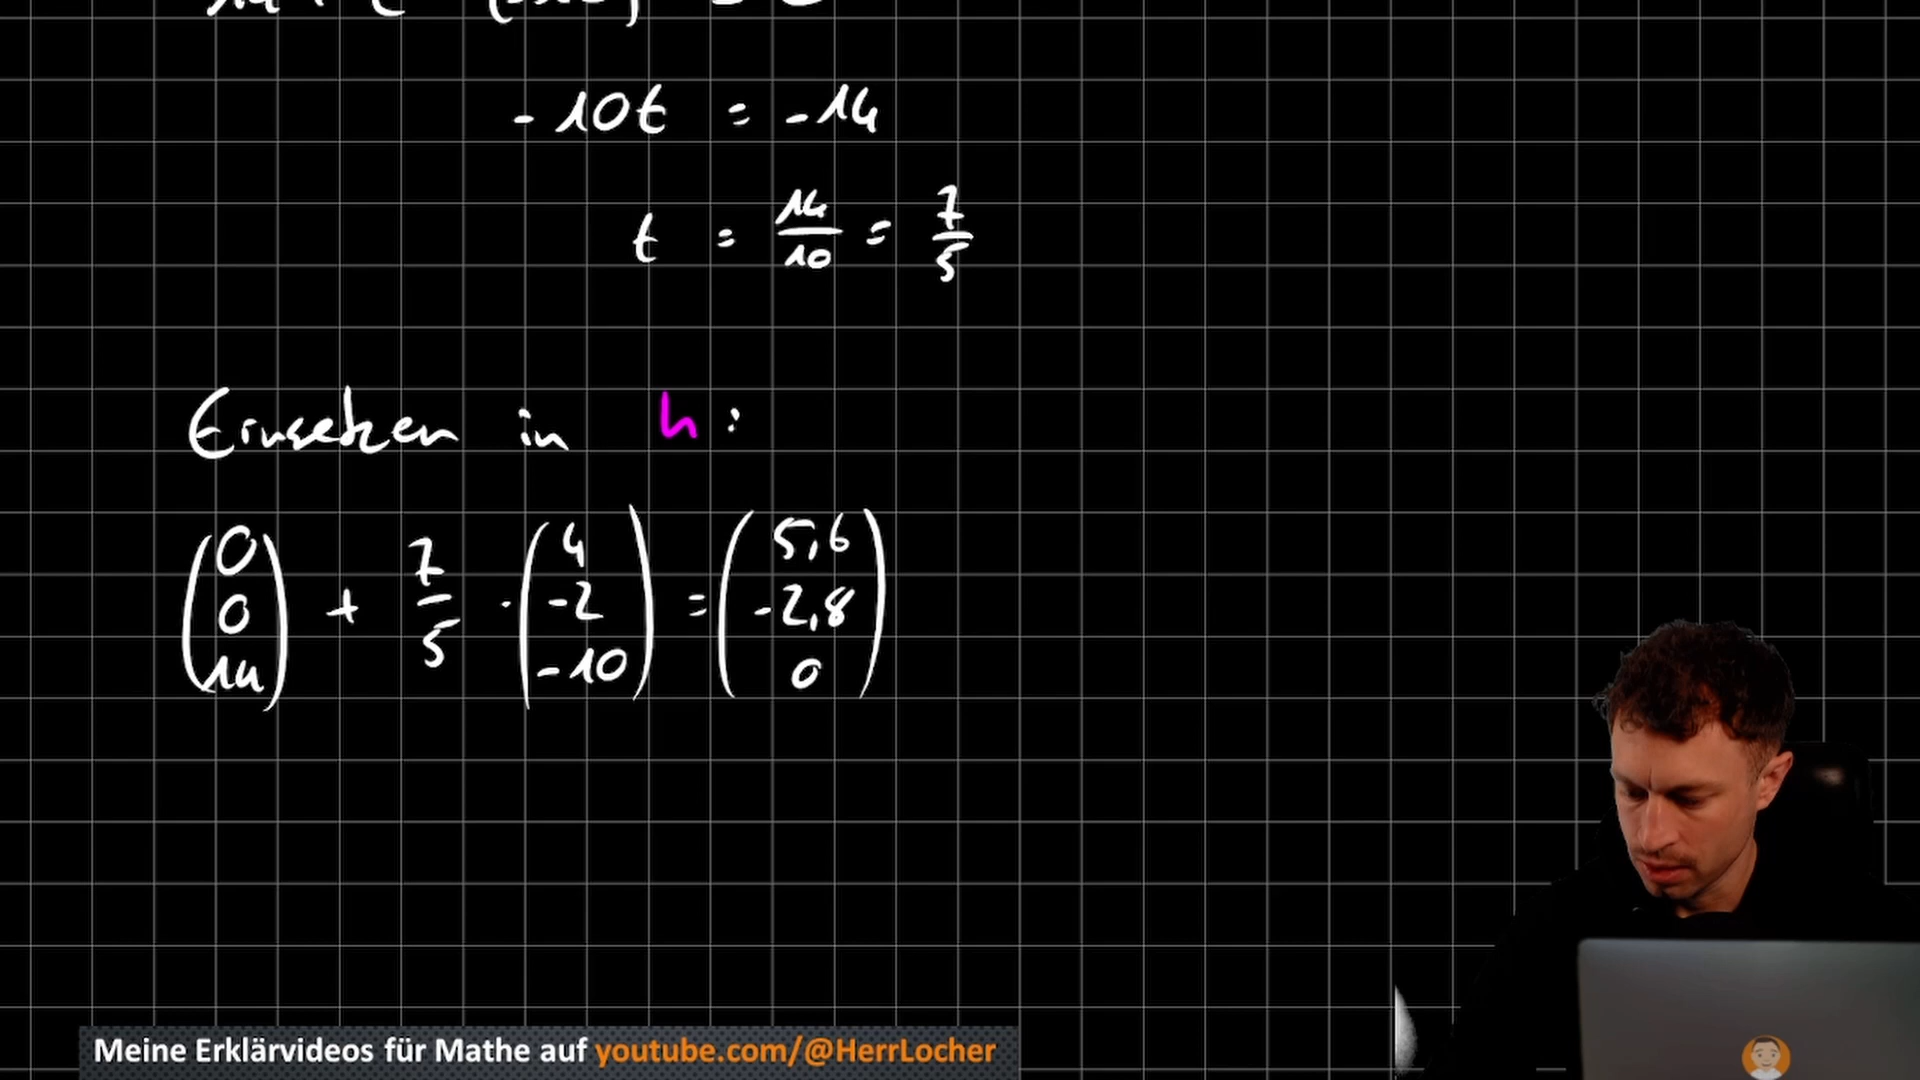 -10t = -14
t = 14/10 = 7/5
Einsetzen in h:
(0 0 14) + 7/5 · (4 -2 -10) = (5,6 -2,8 0)
Meine Erklärvideos für Mathe auf youtube.com/@HerrLocher